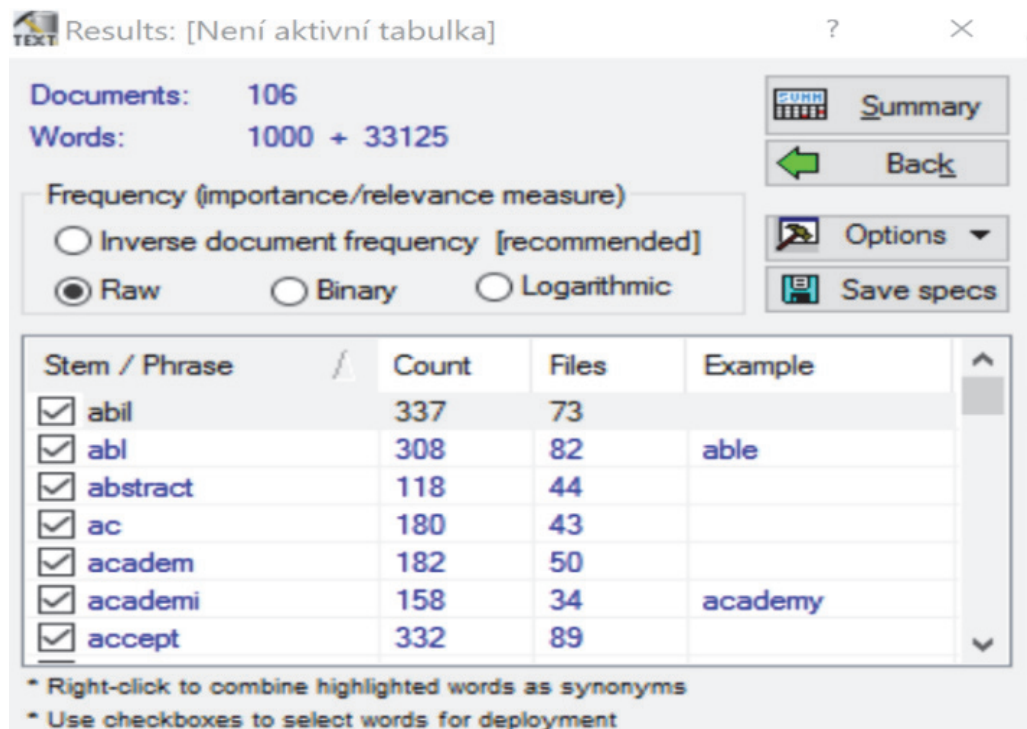 TEXT Results: [Není aktivní tabulka] ?
Documents: 106
Words: 1000 + 33125
SUMM Summary
Back
Frequency (importance/relevance measure)
Inverse document frequency [recommended]
Raw Binary Logarithmic
Options
Save specs
Stem / Phrase Count Files Example
abil 337 73
abl 308 82 able
abstract 118 44
ac 180 43
academ 182 50
academi 158 34 academy
accept 332 89
* Right-click to combine highlighted words as synonyms
* Use checkboxes to select words for deployment